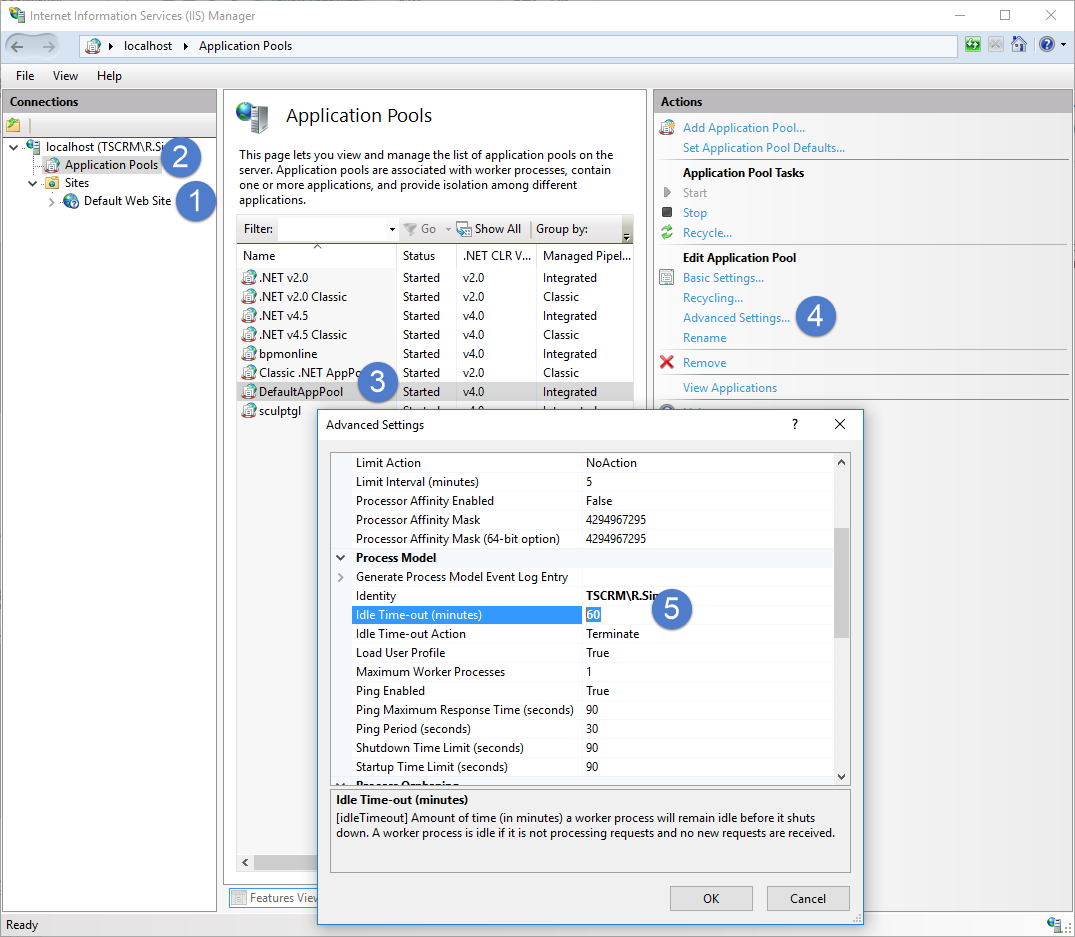 Internet Information Services (IIS) Manager
localhost
Application Pools
File View Help
Connections
localhost (TSCRM\R.Si
Application Pools
2
Sites
Default Web Site
1
Application Pools
This page lets you view and manage the list of application pools on the
server. Application pools are associated with worker processes, contain
one or more applications, and provide isolation among different
applications.
Filter: Go Show All Group by:
Name Status .NET CLR V... Managed Pipel...
.NET v2.0 Started v2.0 Integrated
.NET v2.0 Classic Started v2.0 Classic
.NET v4.5 Started v4.0 Integrated
.NET v4.5 Classic Started v4.0 Classic
bpmonline Started v4.0 Integrated
Classic .NET AppPo Started v2.0 Classic
DefaultAppPool Started v4.0 Integrated
3
sculptgl
Actions
Add Application Pool...
Set Application Pool Defaults...
Application Pool Tasks
Start
Stop
Recycle...
Edit Application Pool
Basic Settings...
Recycling...
Advanced Settings...
4
Rename
Remove
View Applications
Advanced Settings
?
Limit Action NoAction
Limit Interval (minutes) 5
Processor Affinity Enabled False
Processor Affinity Mask 4294967295
Processor Affinity Mask (64-bit option) 4294967295
Process Model
Generate Process Model Event Log Entry
Identity TSCRM\R.Sin
Idle Time-out (minutes) 60
5
Idle Time-out Action Terminate
Load User Profile True
Maximum Worker Processes 1
Ping Enabled True
Ping Maximum Response Time (seconds) 90
Ping Period (seconds) 30
Shutdown Time Limit (seconds) 90
Startup Time Limit (seconds) 90
Process Orphaning
Idle Time-out (minutes)
[idleTimeout] Amount of time (in minutes) a worker process will remain idle before it shuts
down. A worker process is idle if it is not processing requests and no new requests are received.
OK Cancel
Features View
Ready